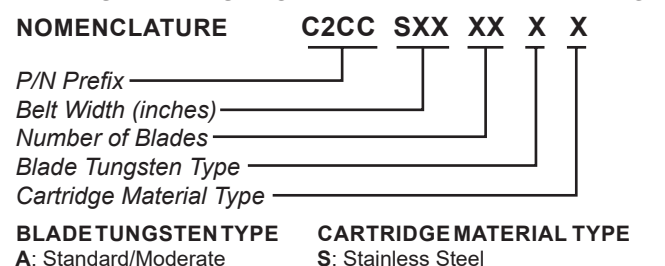 NOMENCLATURE C2CC SXX XX X X
P/N Prefix
Belt Width (inches)
Number of Blades
Blade Tungsten Type
Cartridge Material Type
BLADE TUNGSTEN TYPE CARTRIDGE MATERIAL TYPE
A: Standard/Moderate S: Stainless Steel